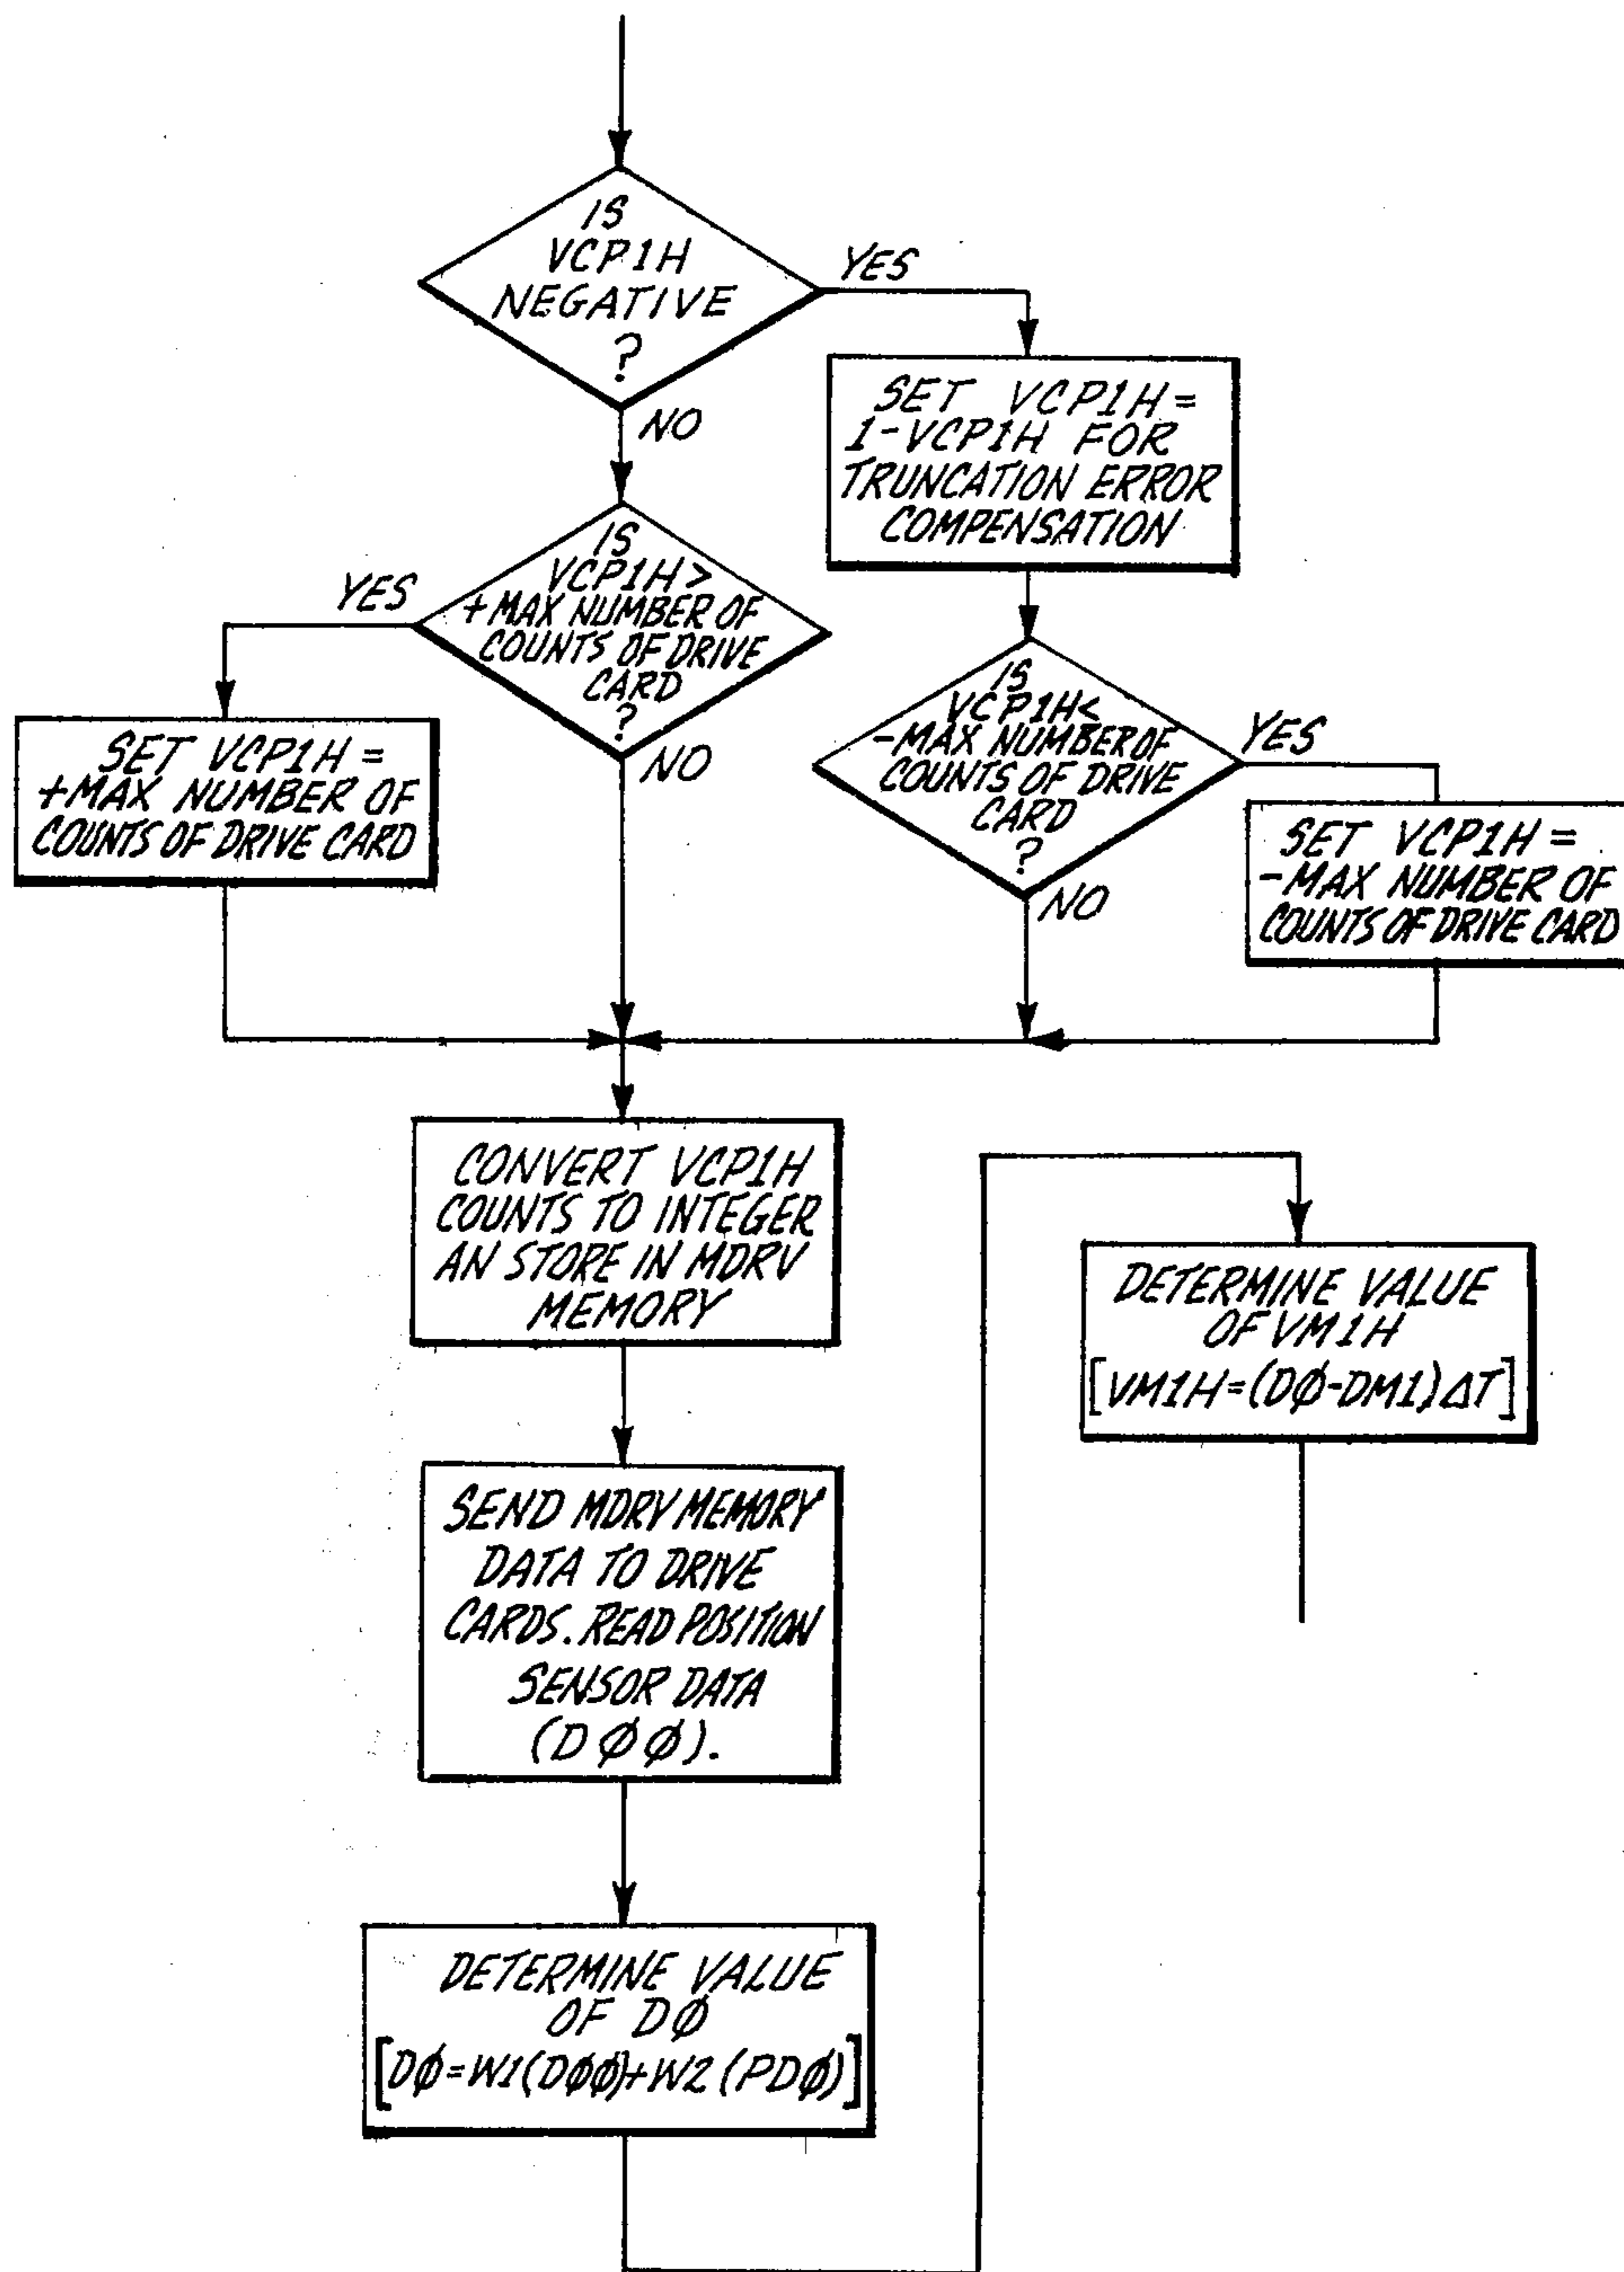 IS
VCP1H
NEGATIVE
?
YES
NO
SET VCP1H =
1-VCP1H FOR
TRUNCATION ERROR
COMPENSATION
IS
VCP1H >
+MAX NUMBER OF
COUNTS OF DRIVE
CARD
?
YES
NO
SET VCP1H =
+MAX NUMBER OF
COUNTS OF DRIVE CARD
IS
VCP1H<
-MAX NUMBER OF
COUNTS OF DRIVE
CARD
?
YES
NO
SET VCP1H =
-MAX NUMBER OF
COUNTS OF DRIVE CARD
CONVERT VCP1H
COUNTS TO INTEGER
AN STORE IN MDRV
MEMORY
SEND MDRV MEMORY
DATA TO DRIVE
CARDS. READ POSITION
SENSOR DATA
(DØØ).
DETERMINE VALUE
OF DØ
[DØ=W1(DØØ)+W2(PDØ)]
DETERMINE VALUE
OF VM1H
[VM1H=(DØ-DM1)ΔT]